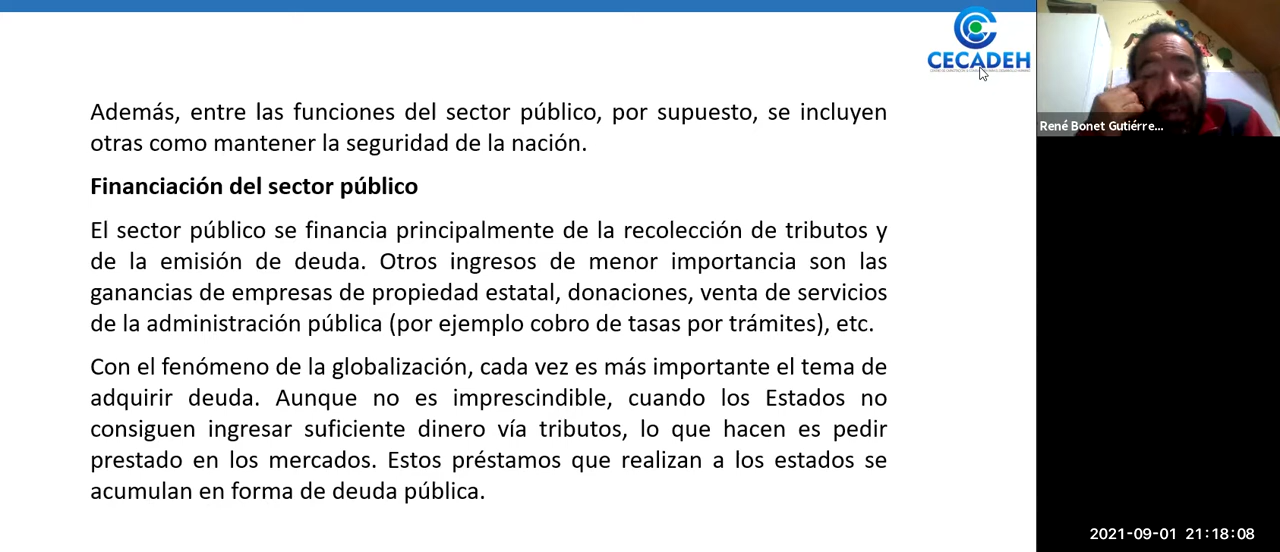 CECADEH
Además, entre las funciones del sector público, por supuesto, se incluyen
otras como mantener la seguridad de la nación.
Financiación del sector público
El sector público se financia principalmente de la recolección de tributos y
de la emisión de deuda. Otros ingresos de menor importancia son las
ganancias de empresas de propiedad estatal, donaciones, venta de servicios
de la administración pública (por ejemplo cobro de tasas por trámites), etc.
Con el fenómeno de la globalización, cada vez es más importante el tema de
adquirir deuda. Aunque no es imprescindible, cuando los Estados no
consiguen ingresar suficiente dinero vía tributos, lo que hacen es pedir
prestado en los mercados. Estos préstamos que realizan a los estados se
acumulan en forma de deuda pública.
René Bonet Gutiérre...
2021-09-01 21:18:08